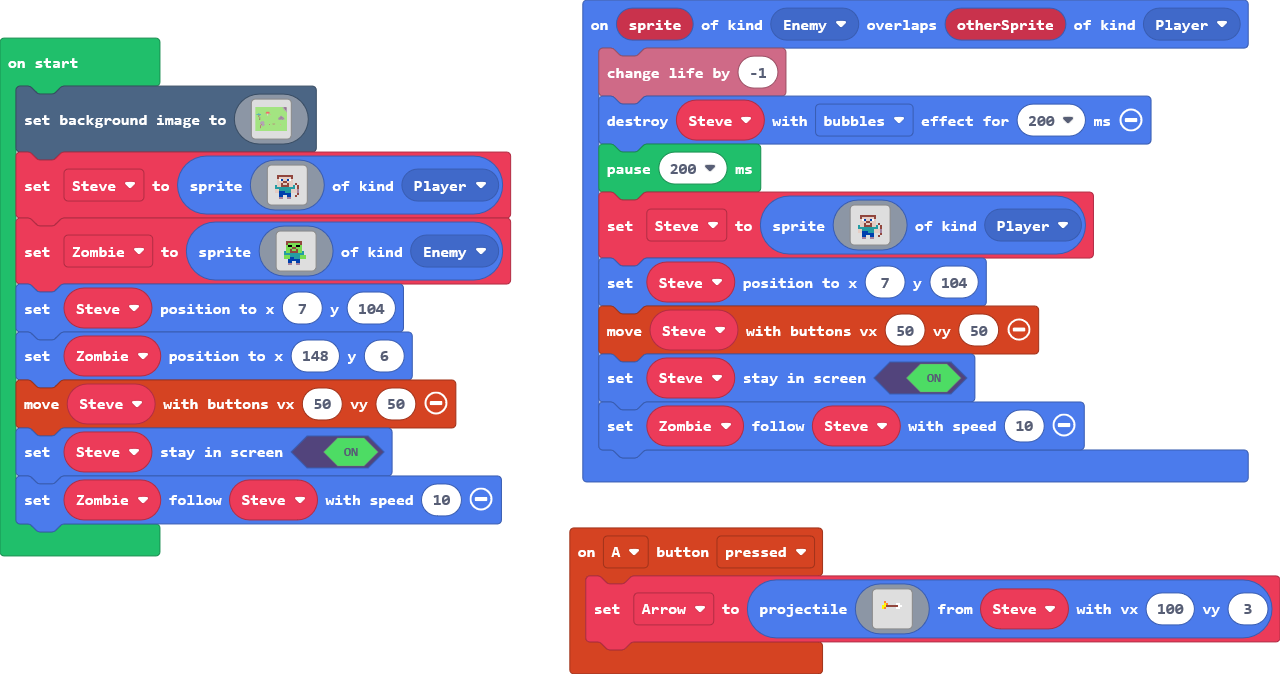 on start
set background image to
set Steve to sprite of kind Player
set Zombie to sprite of kind Enemy
set Steve position to x 7 y 104
set Zombie position to x 148 y 6
move Steve with buttons vx 50 vy 50
set Steve stay in screen ON
set Zombie follow Steve with speed 10
on sprite of kind Enemy overlaps otherSprite of kind Player
change life by -1
destroy Steve with bubbles effect for 200 ms
pause 200 ms
set Steve to sprite of kind Player
set Steve position to x 7 y 104
move Steve with buttons vx 50 vy 50
set Steve stay in screen ON
set Zombie follow Steve with speed 10
on A button pressed
set Arrow to projectile from Steve with vx 100 vy 3